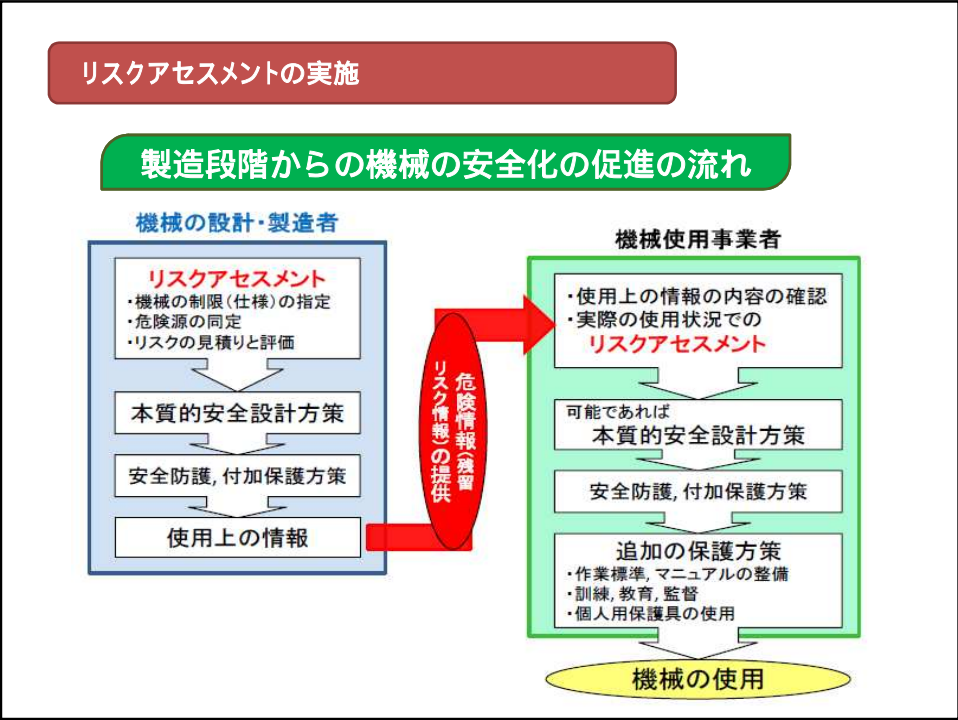 リスクアセスメントの実施
製造段階からの機械の安全化の促進の流れ
機械の設計・製造者
リスクアセスメント
・機械の制限(仕様)の指定
・危険源の同定
・リスクの見積りと評価
本質的安全設計方策
安全防護, 付加保護方策
使用上の情報
危険情報(残留
リスク情報)の提供
機械使用事業者
・使用上の情報の内容の確認
・実際の使用状況での
リスクアセスメント
可能であれば
本質的安全設計方策
安全防護, 付加保護方策
追加の保護方策
・作業標準, マニュアルの整備
・訓練, 教育, 監督
・個人用保護具の使用
機械の使用